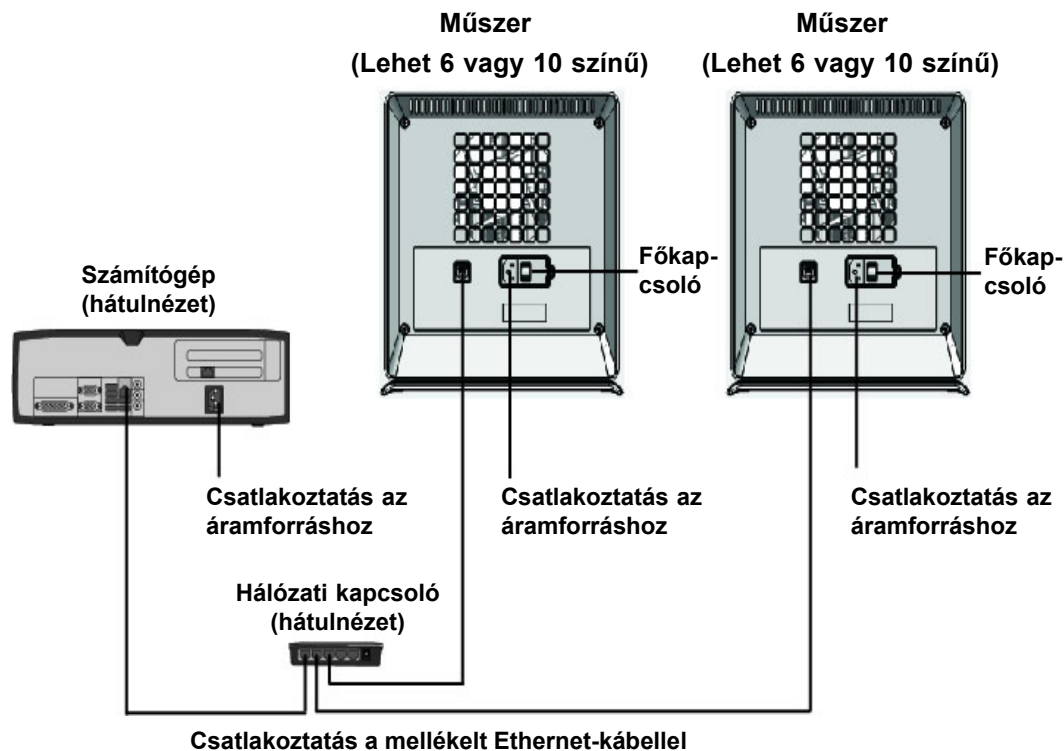 Műszer
(Lehet 6 vagy 10 színű)
Műszer
(Lehet 6 vagy 10 színű)
Főkap-
csoló
Főkap-
csoló
Számítógép
(hátulnézet)
Csatlakoztatás az
áramforráshoz
Csatlakoztatás az
áramforráshoz
Csatlakoztatás az
áramforráshoz
Hálózati kapcsoló
(hátulnézet)
Csatlakoztatás a mellékelt Ethernet-kábellel